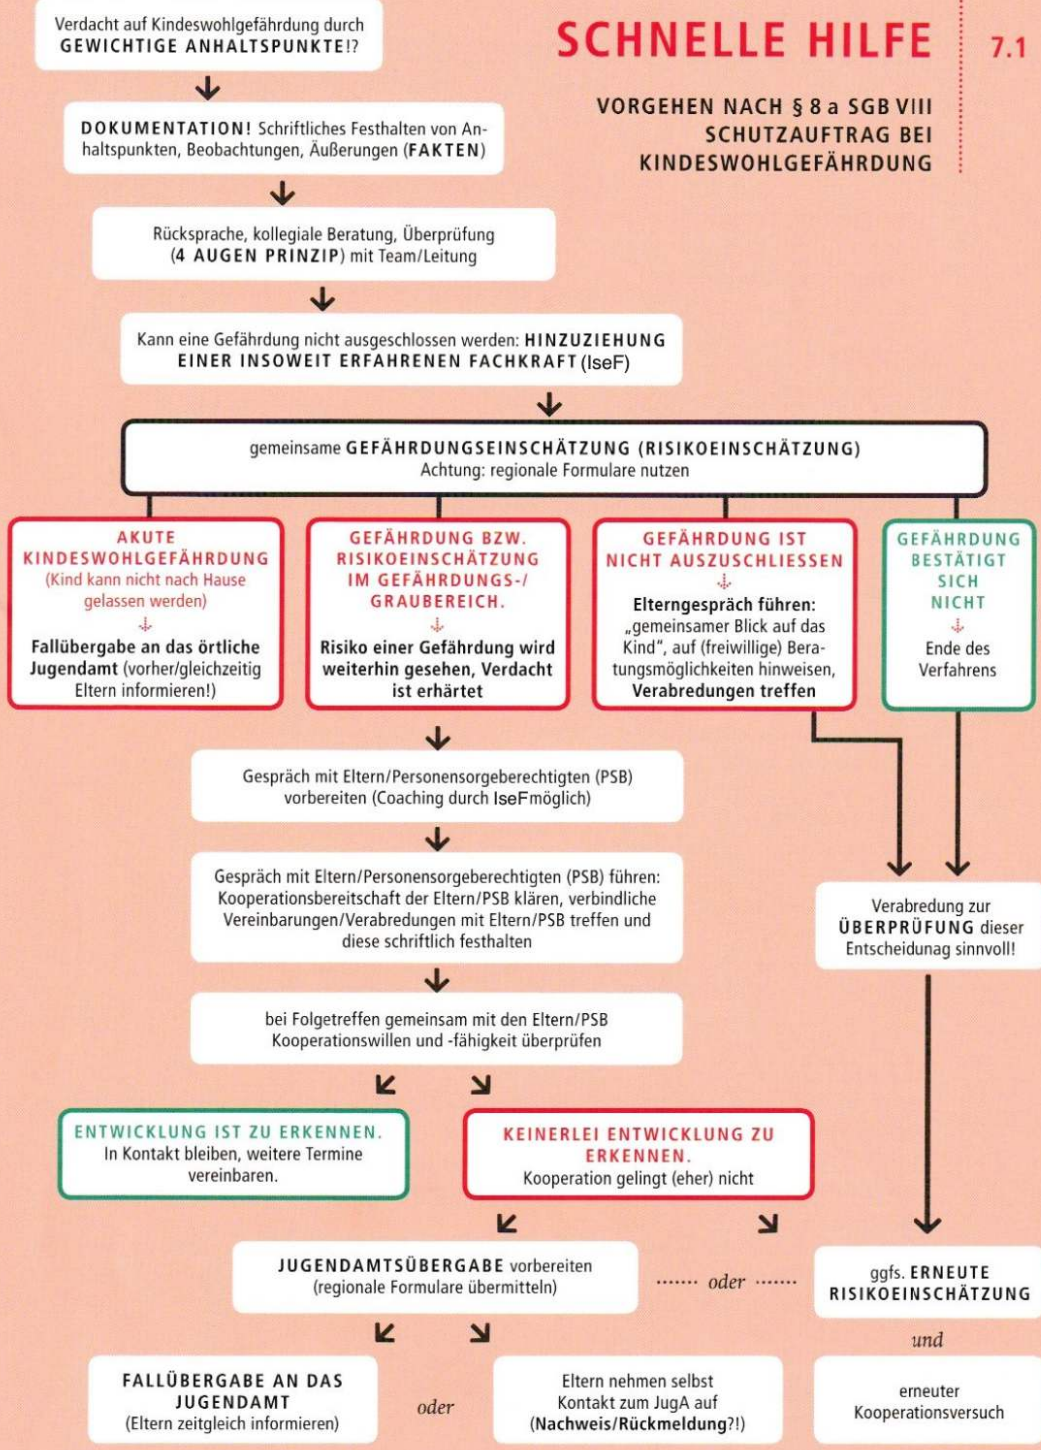 Verdacht auf Kindeswohlgefährdung durch
GEWICHTIGE ANHALTSPUNKTE!?
SCHNELLE HILFE
7.1
VORGEHEN NACH § 8 a SGB VIII
SCHUTZAUFTRAG BEI
KINDESWOHLGEFÄHRDUNG
DOKUMENTATION! Schriftliches Festhalten von An-
haltspunkten, Beobachtungen, Äußerungen (FAKTEN)
Rücksprache, kollegiale Beratung, Überprüfung
(4 AUGEN PRINZIP) mit Team/Leitung
Kann eine Gefährdung nicht ausgeschlossen werden: HINZUZIEHUNG
EINER INSOWEIT ERFAHRENEN FACHKRAFT (IseF)
gemeinsame GEFÄHRDUNGSEINSCHÄTZUNG (RISIKOEINSCHÄTZUNG)
Achtung: regionale Formulare nutzen
AKUTE
KINDESWOHLGEFÄHRDUNG
(Kind kann nicht nach Hause
gelassen werden)
Fallübergabe an das örtliche
Jugendamt (vorher/gleichzeitig
Eltern informieren!)
GEFÄHRDUNG BZW.
RISIKOEINSCHÄTZUNG
IM GEFÄHRDUNGS-/
GRAUBEREICH.
Risiko einer Gefährdung wird
weiterhin gesehen, Verdacht
ist erhärtet
GEFÄHRDUNG IST
NICHT AUSZUSCHLIESSEN
Elterngespräch führen:
„gemeinsamer Blick auf das
Kind“, auf (freiwillige) Bera-
tungsmöglichkeiten hinweisen,
Verabredungen treffen
GEFÄHRDUNG
BESTÄTIGT
SICH
NICHT
Ende des
Verfahrens
Gespräch mit Eltern/Personensorgeberechtigten (PSB)
vorbereiten (Coaching durch IseF möglich)
Gespräch mit Eltern/Personensorgeberechtigten (PSB) führen:
Kooperationsbereitschaft der Eltern/PSB klären, verbindliche
Vereinbarungen/Verabredungen mit Eltern/PSB treffen und
diese schriftlich festhalten
Verabredung zur
ÜBERPRÜFUNG dieser
Entscheidunag sinnvoll!
bei Folgetreffen gemeinsam mit den Eltern/PSB
Kooperationswillen und -fähigkeit überprüfen
ENTWICKLUNG IST ZU ERKENNEN.
In Kontakt bleiben, weitere Termine
vereinbaren.
KEINERLEI ENTWICKLUNG ZU
ERKENNEN.
Kooperation gelingt (eher) nicht
JUGENDAMTSÜBERGABE vorbereiten
(regionale Formulare übermitteln)
....... oder .......
ggfs. ERNEUTE
RISIKOEINSCHÄTZUNG
und
FALLÜBERGABE AN DAS
JUGENDAMT
(Eltern zeitgleich informieren)
oder
Eltern nehmen selbst
Kontakt zum JugA auf
(Nachweis/Rückmeldung?!)
erneuter
Kooperationsversuch